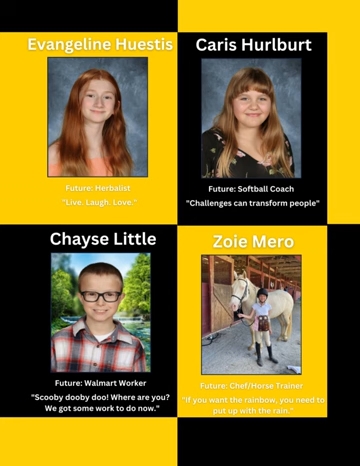 Evangeline Huestis
Future: Herbalist
"Live. Laugh. Love."
Caris Hurlburt
Future: Softball Coach
"Challenges can transform people"
Chayse Little
Future: Walmart Worker
"Scooby dooby doo! Where are you?
We got some work to do now."
Zoie Mero
Future: Chef/Horse Trainer
"If you want the rainbow, you need to
put up with the rain."